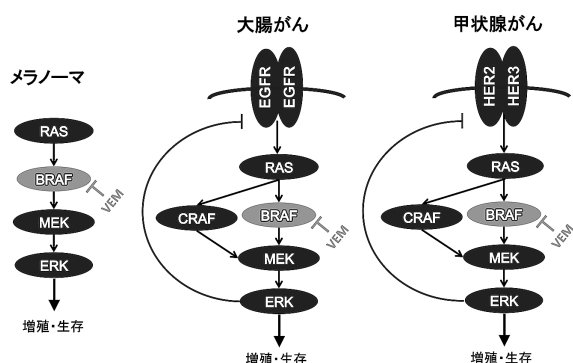 メラノーマ
RAS
BRAF
VEM
MEK
ERK
増殖・生存
大腸がん
EGFR
EGFR
RAS
CRAF
BRAF
VEM
MEK
ERK
増殖・生存
甲状腺がん
HER2
HER3
RAS
CRAF
BRAF
VEM
MEK
ERK
増殖・生存